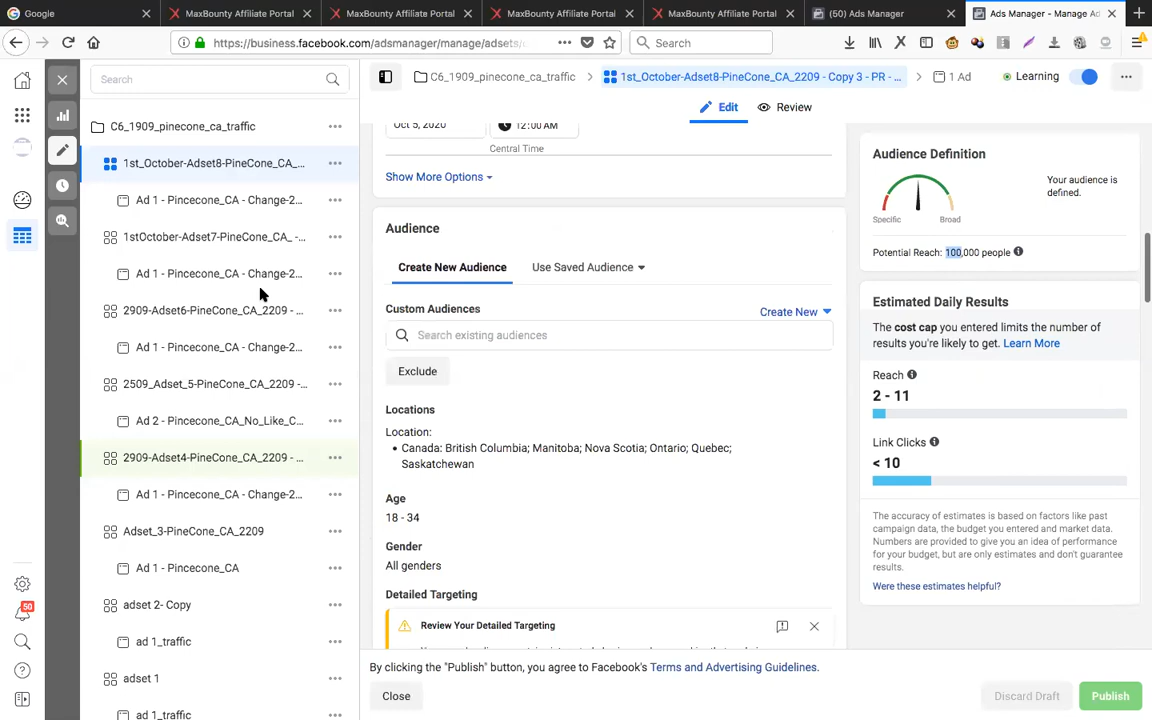 Google
MaxBounty Affiliate Portal
MaxBounty Affiliate Portal
MaxBounty Affiliate Portal
MaxBounty Affiliate Portal
(50) Ads Manager
Ads Manager - Manage Ad
https://business.facebook.com/adsmanager/manage/adsets/
Search
Search
C6_1909_pinecone_ca_traffic
1st_October-Adset8-PineCone_CA_2209 - Copy 3 - PR - ...
1 Ad
Learning
Edit
Review
C6_1909_pinecone_ca_traffic
1st_October-Adset8-PineCone_CA_...
Ad 1 - Pincecone_CA - Change-2...
1stOctober-Adset7-PineCone_CA_ -...
Ad 1 - Pincecone_CA - Change-2...
2909-Adset6-PineCone_CA_2209 - ...
Ad 1 - Pincecone_CA - Change-2...
2509_Adset_5-PineCone_CA_2209 -...
Ad 2 - Pincecone_CA_No_Like_C...
2909-Adset4-PineCone_CA_2209 - ...
Ad 1 - Pincecone_CA - Change-2...
Adset_3-PineCone_CA_2209
Ad 1 - Pincecone_CA
adset 2- Copy
ad 1_traffic
adset 1
ad 1_traffic
50
Oct 5, 2020
12:00AM
Central Time
Show More Options
Audience
Create New Audience
Use Saved Audience
Custom Audiences
Create New
Search existing audiences
Exclude
Locations
Location:
• Canada: British Columbia; Manitoba; Nova Scotia; Ontario; Quebec;
Saskatchewan
Age
18 - 34
Gender
All genders
Detailed Targeting
Review Your Detailed Targeting
By clicking the "Publish" button, you agree to Facebook's Terms and Advertising Guidelines.
Close
Discard Draft
Publish
Audience Definition
Your audience is
defined.
Specific
Broad
Potential Reach: 100,000 people
Estimated Daily Results
The cost cap you entered limits the number of
results you're likely to get. Learn More
Reach
2 - 11
Link Clicks
< 10
The accuracy of estimates is based on factors like past
campaign data, the budget you entered and market data.
Numbers are provided to give you an idea of performance
for your budget, but are only estimates and don't guarantee
results.
Were these estimates helpful?